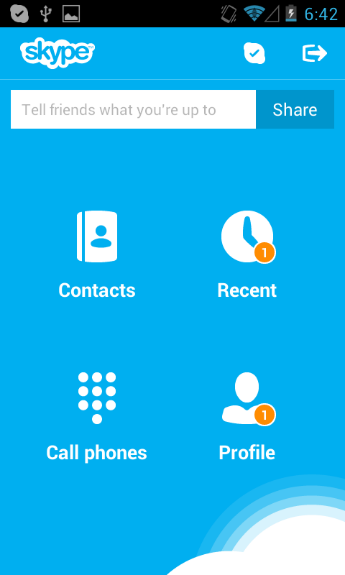 6:42
skype
Tell friends what you're up to
Share
Contacts
Recent
1
Call phones
Profile
1